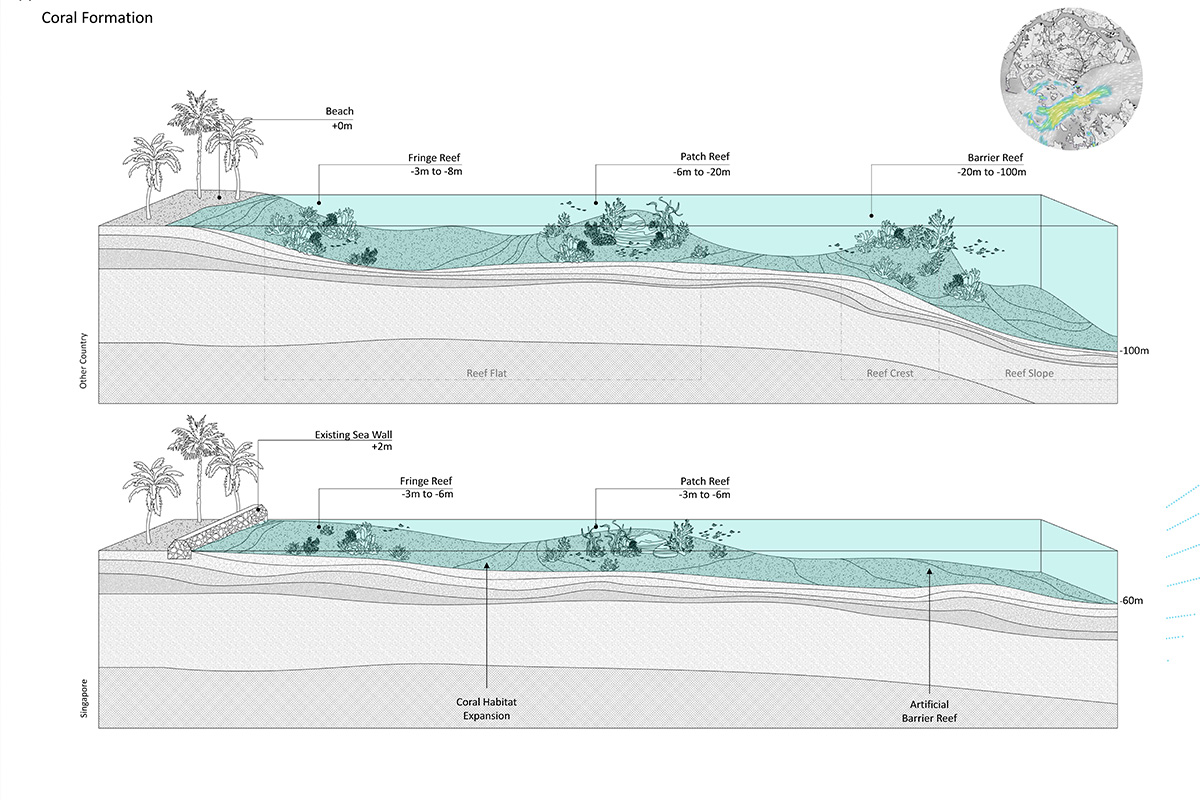 Coral Formation
Beach
+0m
Fringe Reef
-3m to -8m
Patch Reef
-6m to -20m
Barrier Reef
-20m to -100m
-100m
Reef Flat
Reef Crest
Reef Slope
Other Country
Existing Sea Wall
+2m
Fringe Reef
-3m to -6m
Patch Reef
-3m to -6m
-60m
Coral Habitat
Expansion
Artificial
Barrier Reef
Singapore